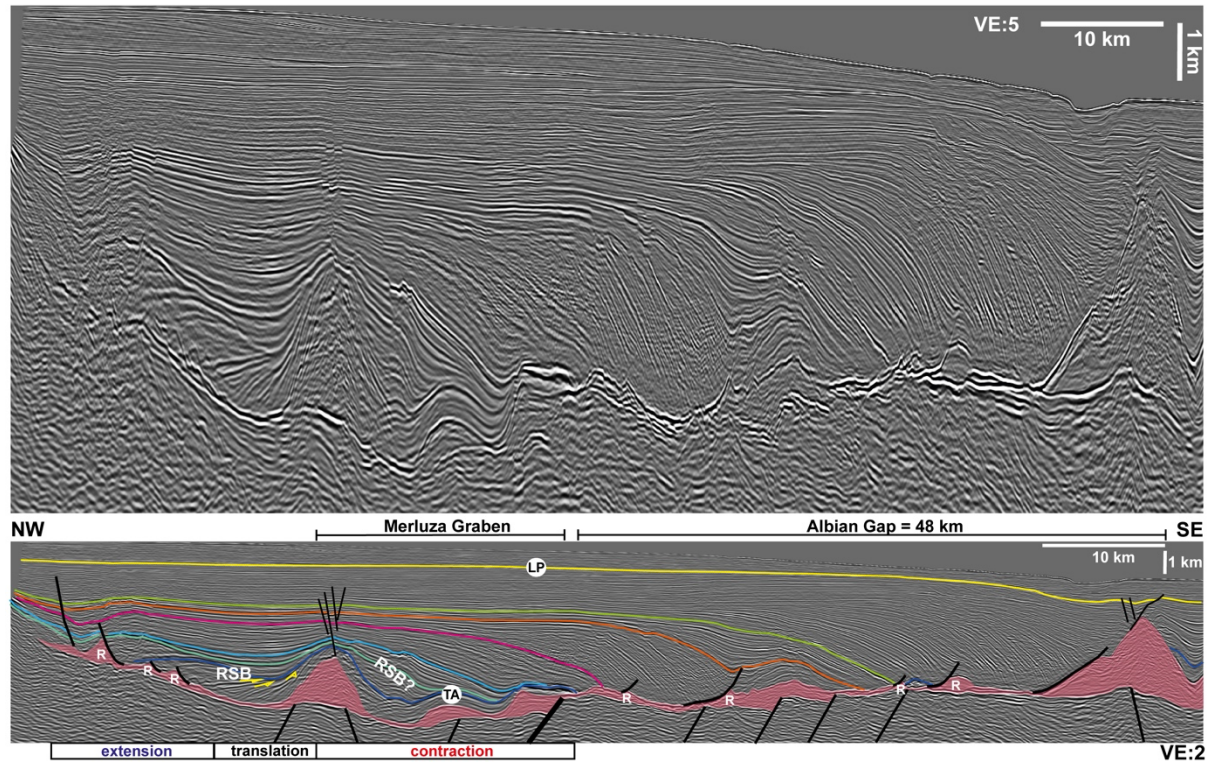 VE:5
10 km
1 km
NW
Merluza Graben
Albian Gap = 48 km
SE
LP
10 km
1 km
R
R
R
RSB
RSB?
TA
R
R
R
R
extension
translation
contraction
VE:2